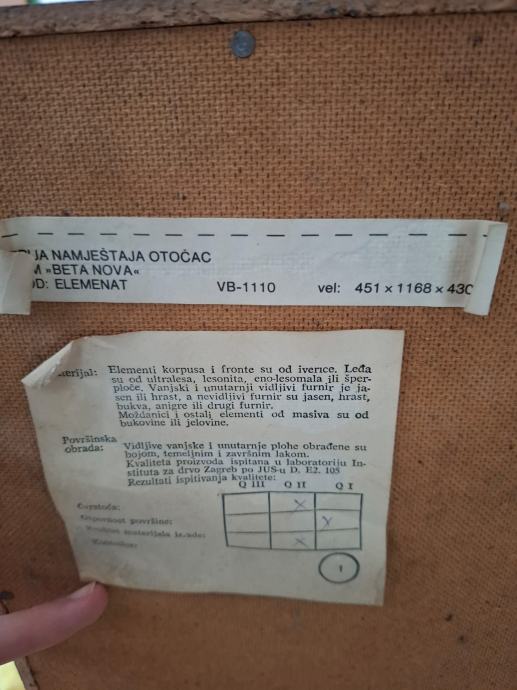 JA NAMJEŠTAJA OTOČAC
M »BETA NOVA«
OD: ELEMENAT VB-1110 vel: 451 × 1168 × 430
erijal: Elementi korpusa i fronte su od iverice. Leđa
su od ultralesa, lesonita, eno-lesomala ili šper-
ploče. Vanjski i unutarnji vidljivi furnir je ja-
sen ili hrast, a nevidljivi furnir su jasen, hrast,
bukva, anigre ili drugi furnir.
Moždanici i ostali elementi od masiva su od
bukovine ili jelovine.
Površinska obrada: Vidljive vanjske i unutarnje plohe obrađene su
bojom, temeljnim i završnim lakom.
Kvaliteta proizvoda ispitana u laboratoriju In-
stituta za drvo Zagreb po JUS-u D. E2. 105
Rezultati ispitivanja kvalitete:
Q III Q II Q I
X
Otpornost površine: X
materijala
X
1